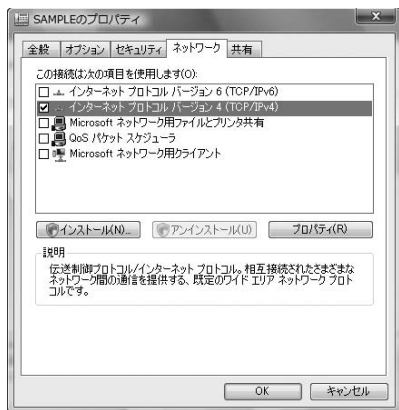 SAMPLEのプロパティ
全般 オプション セキュリティ ネットワーク 共有
この接続は次の項目を使用します(O):
インターネット プロトコル バージョン 6 (TCP/IPv6)
インターネット プロトコル バージョン 4 (TCP/IPv4)
Microsoft ネットワーク用ファイルとプリンタ共有
QoS パケット スケジューラ
Microsoft ネットワーク用クライアント
インストール(N)... アンインストール(U) プロパティ(R)
説明
伝送制御プロトコル/インターネット プロトコル。相互接続されたさまざまな
ネットワーク間の通信を提供する、既定のワイド エリア ネットワーク プロト
コルです。
OK キャンセル